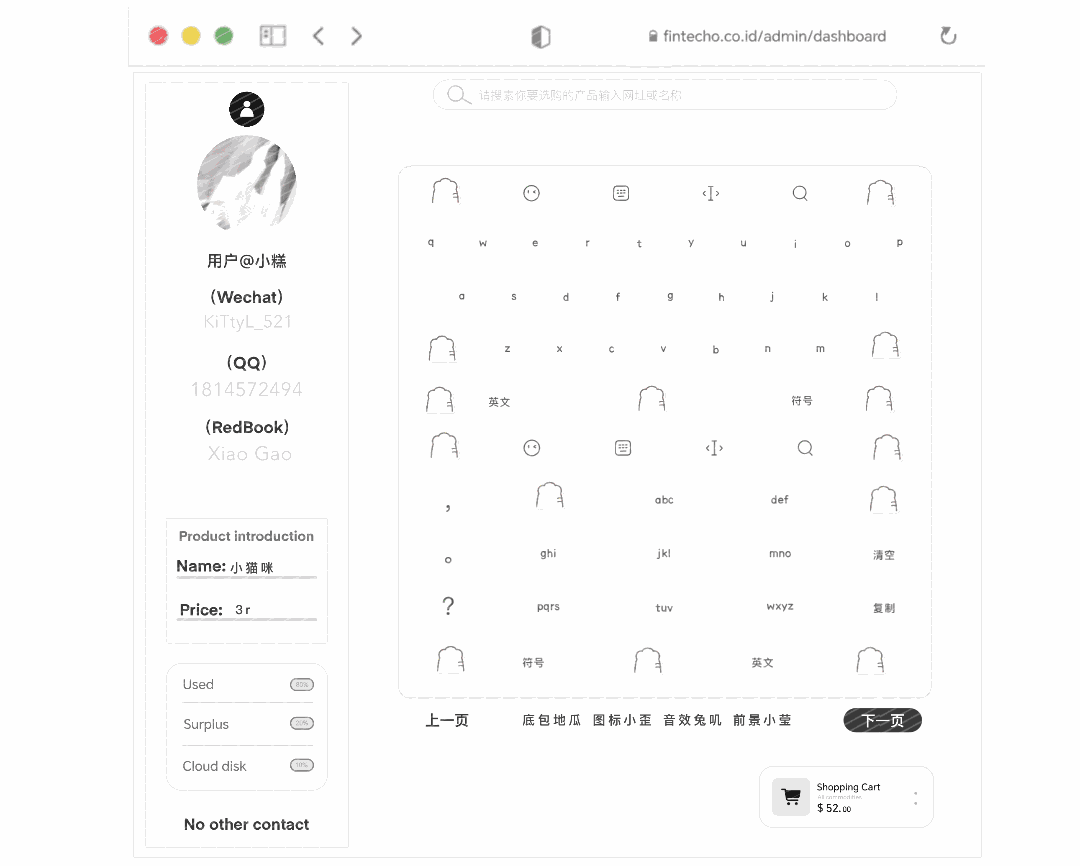 fintecho.co.id/admin/dashboard
请搜索你要选购的产品输入网址或名称
用户@小糕
(Wechat)
KiTtyL_521
(QQ)
1814572494
(RedBook)
Xiao Gao
Product introduction
Name: 小猫咪
Price: 3r
Used 80%
Surplus 20%
Cloud disk 10%
No other contact
q w e r t y u i o p
a s d f g h j k l
z x c v b n m
英文 符号
, abc def
。 ghi jkl mno 清空
? pqrs tuv wxyz 复制
符号 英文
上一页 底包地瓜 图标小歪 音效兔叽 前景小莹 下一页
Shopping Cart
All commodities
$ 52.00